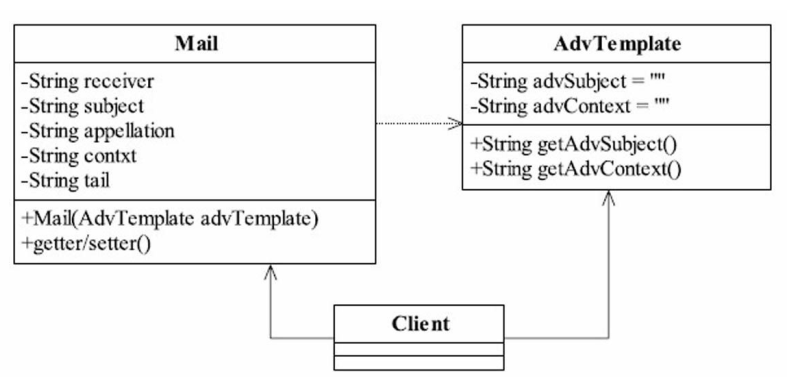 Mail
-String receiver
-String subject
-String appellation
-String contxt
-String tail
+Mail(AdvTemplate advTemplate)
+getter/setter()
AdvTemplate
-String advSubject = ""
-String advContext = ""
+String getAdvSubject()
+String getAdvContext()
Client